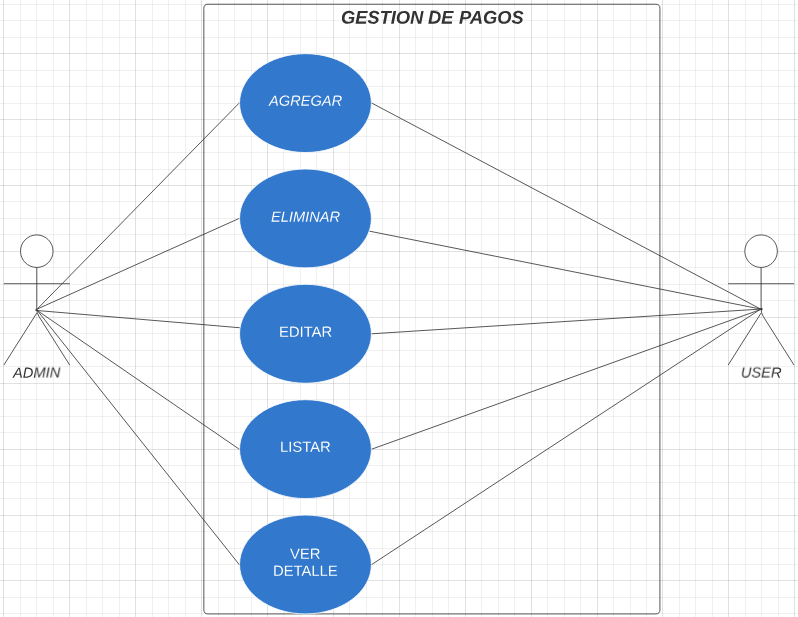 GESTION DE PAGOS
AGREGAR
ELIMINAR
EDITAR
ADMIN
USER
LISTAR
VER
DETALLE